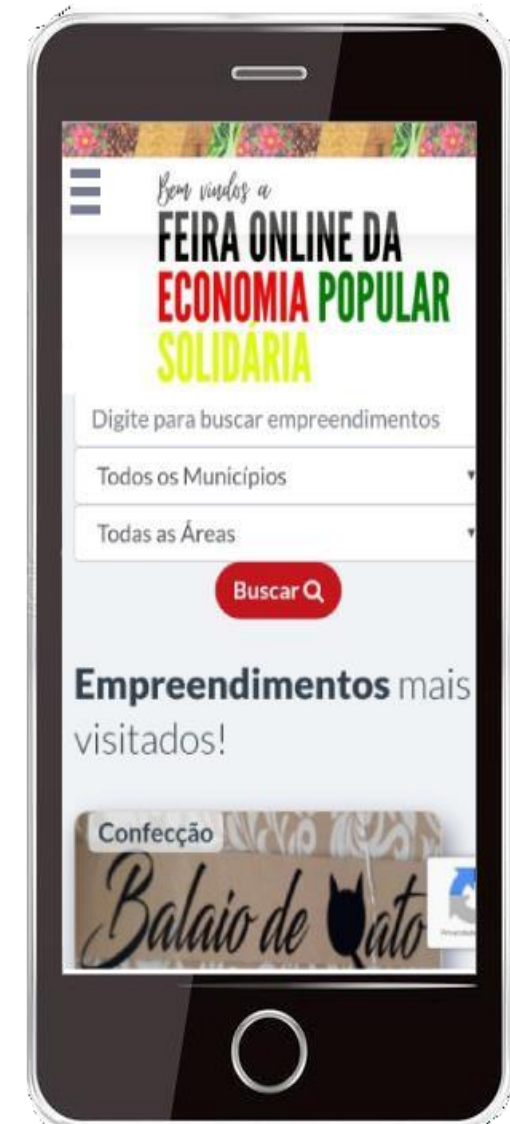 Bem vindos a
FEIRA ONLINE DA
ECONOMIA POPULAR
SOLIDÁRIA
Digite para buscar empreendimentos
Todos os Municípios
Todas as Áreas
Buscar
Empreendimentos mais
visitados!
Confecção
Balaio de Gato